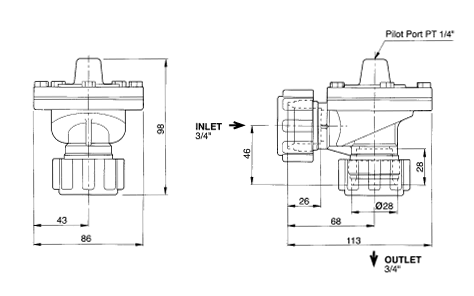 Pilot Port PT 1/4"
98
INLET
3/4"
46
28
43
86
26
Ø28
68
113
OUTLET
3/4"